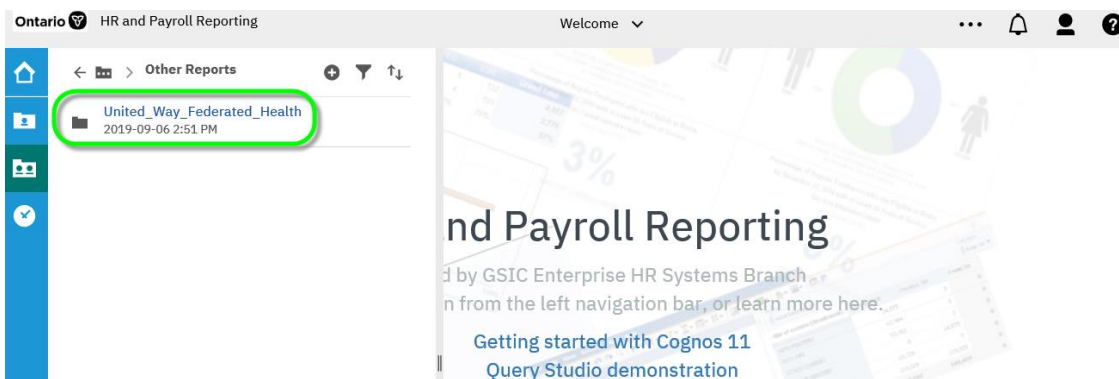 Ontario HR and Payroll Reporting Welcome
Other Reports
United_Way_Federated_Health
2019-09-06 2:51 PM
3%
6%
nd Payroll Reporting
d by GSIC Enterprise HR Systems Branch
n from the left navigation bar, or learn more here.
Getting started with Cognos 11
Query Studio demonstration